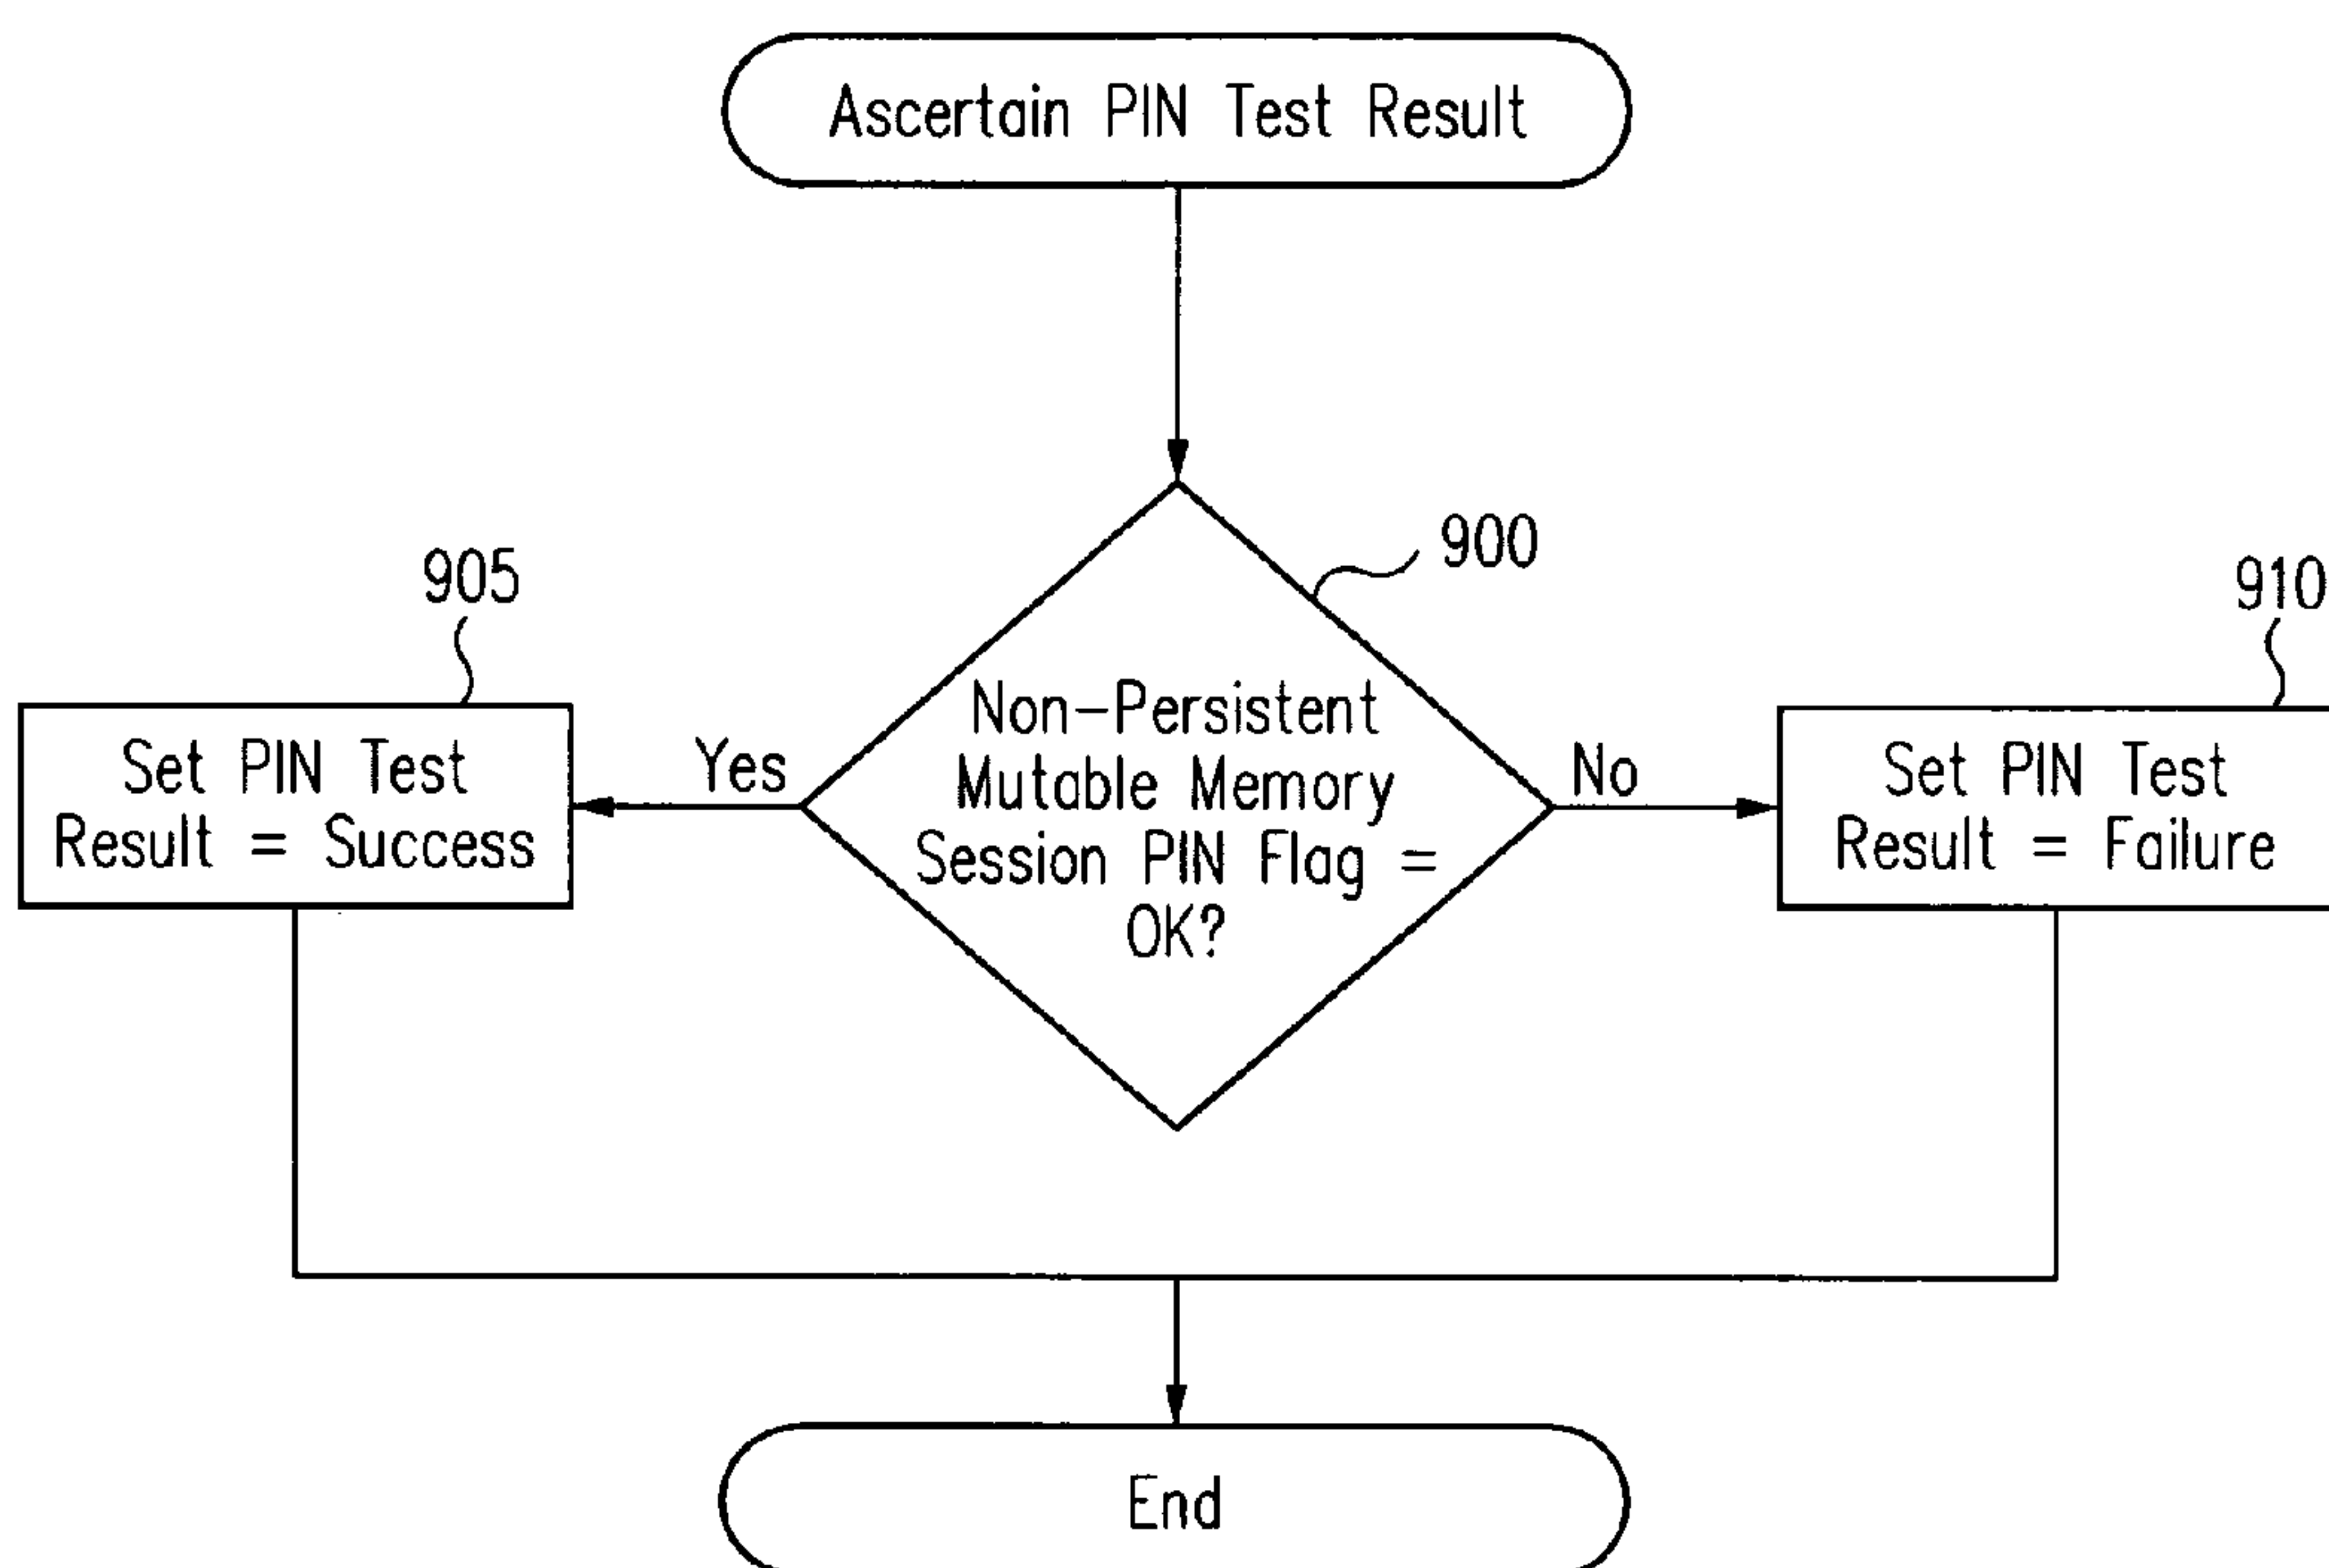 Ascertain PIN Test Result
900
905
910
Non-Persistent
Mutable Memory
Session PIN Flag =
OK?
Yes
No
Set PIN Test
Result = Success
Set PIN Test
Result = Failure
End